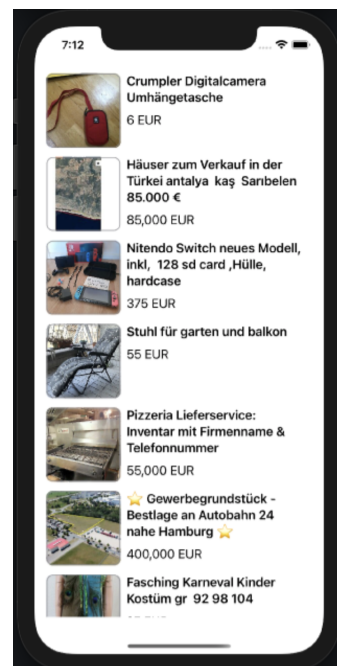 7:12
Crumpler Digitalcamera
Umhängetasche
6 EUR
Häuser zum Verkauf in der
Türkei antalya kaş Sarıbelen
85.000 €
85,000 EUR
Nitendo Switch neues Modell,
inkl, 128 sd card ,Hülle,
hardcase
375 EUR
Stuhl für garten und balkon
55 EUR
Pizzeria Lieferservice:
Inventar mit Firmenname &
Telefonnummer
55,000 EUR
⭐ Gewerbegrundstück -
Bestlage an Autobahn 24
nahe Hamburg ⭐
400,000 EUR
Fasching Karneval Kinder
Kostüm gr 92 98 104